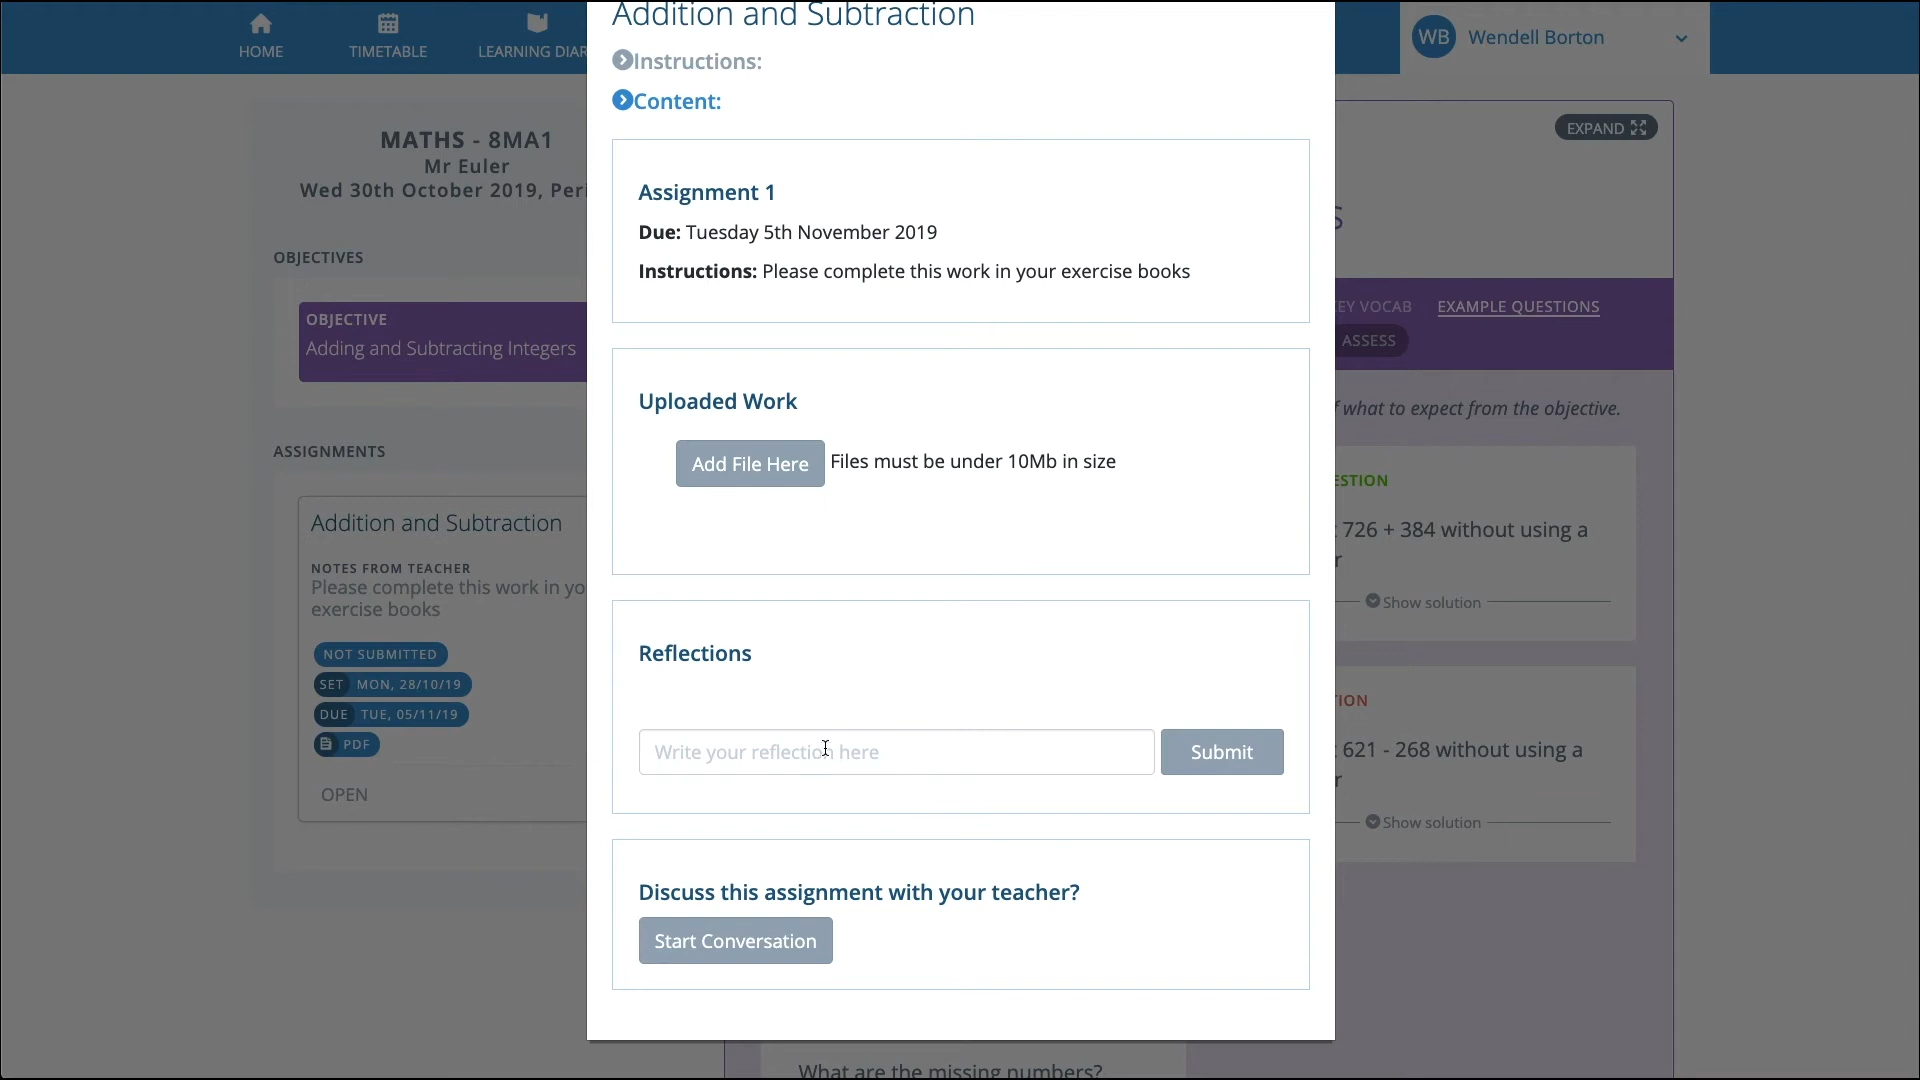 HOME
TIMETABLE
LEARNING DIAR
WB
Wendell Borton
MATHS - 8MA1
Mr Euler
Wed 30th October 2019, Peri
OBJECTIVES
OBJECTIVE
Adding and Subtracting Integers
ASSIGNMENTS
Addition and Subtraction
NOTES FROM TEACHER
Please complete this work in yo
exercise books
NOT SUBMITTED
SET MON, 28/10/19
DUE TUE, 05/11/19
PDF
OPEN
Addition and Subtraction
Instructions:
Content:
Assignment 1
Due: Tuesday 5th November 2019
Instructions: Please complete this work in your exercise books
Uploaded Work
Add File Here Files must be under 10Mb in size
Reflections
Write your reflection here
Submit
Discuss this assignment with your teacher?
Start Conversation
EXPAND
S
EY VOCAB
EXAMPLE QUESTIONS
ASSESS
f what to expect from the objective.
ESTION
: 726 + 384 without using a
r
Show solution
TION
: 621 - 268 without using a
r
Show solution
What are the missing numbers?